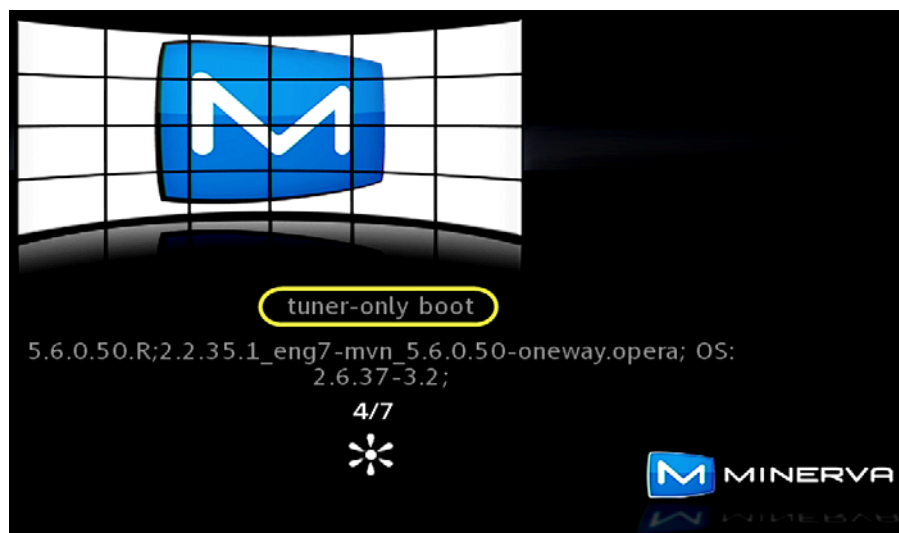 tuner-only boot
5.6.0.50.R;2.2.35.1_eng7-mvn_5.6.0.50-oneway.opera; OS:
2.6.37-3.2;
4/7
MINERVA